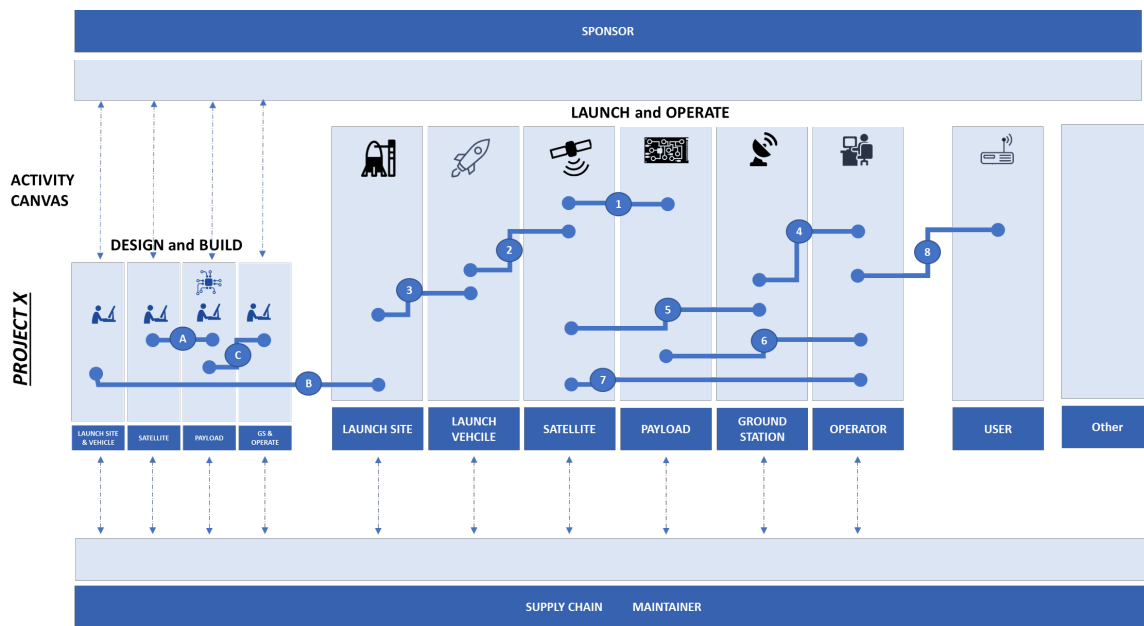 SPONSOR
LAUNCH and OPERATE
ACTIVITY
CANVAS
DESIGN and BUILD
PROJECT X
1
2
3
4
5
6
7
8
A
B
C
LAUNCH SITE
& VEHICLE
SATELLITE
PAYLOAD
GS &
OPERATE
LAUNCH SITE
LAUNCH
VEHCILE
SATELLITE
PAYLOAD
GROUND
STATION
OPERATOR
USER
Other
SUPPLY CHAIN MAINTAINER